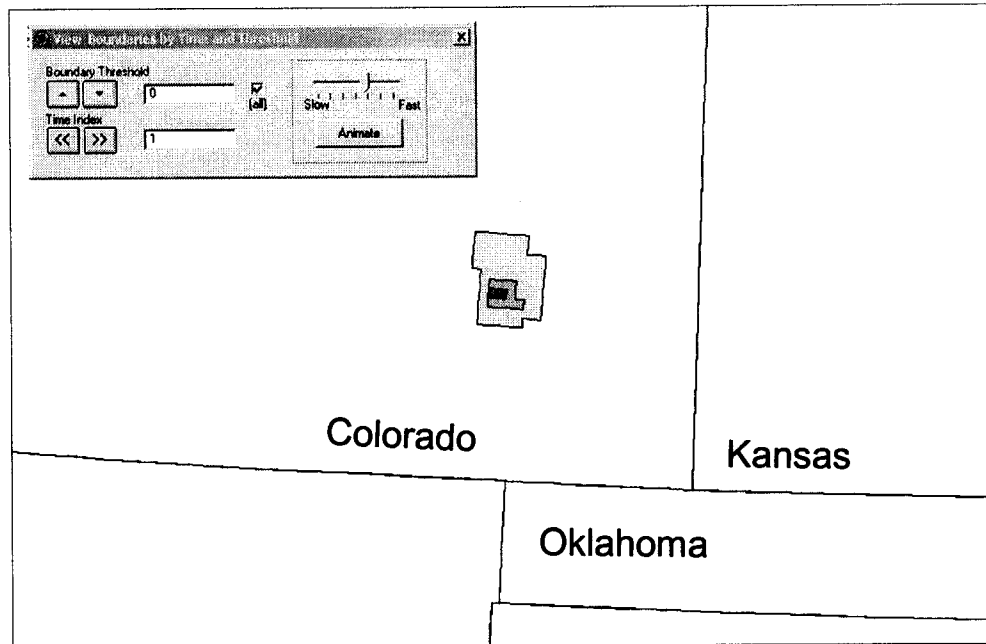 View Boundaries by Time and Threshold
Boundary Threshold
0
(all)
Slow
Fast
Time Index
<< >>
1
Animate
Colorado
Kansas
Oklahoma